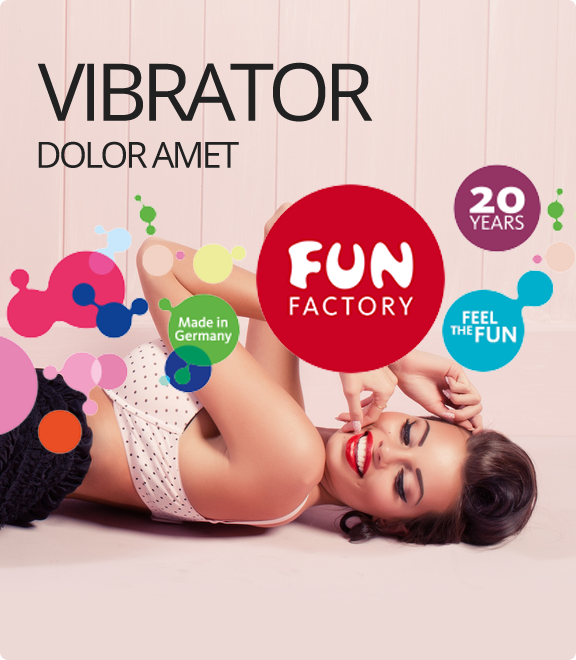 VIBRATOR
DOLOR AMET
20
YEARS
FUN
FACTORY
Made in
Germany
FEEL
THE FUN